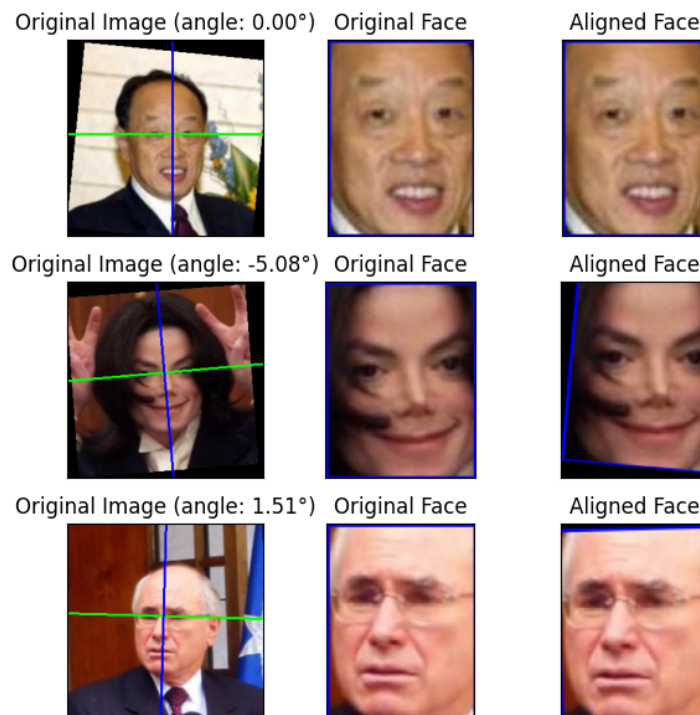 Original Image (angle: 0.00°) Original Face Aligned Face
Original Image (angle: -5.08°) Original Face Aligned Face
Original Image (angle: 1.51°) Original Face Aligned Face